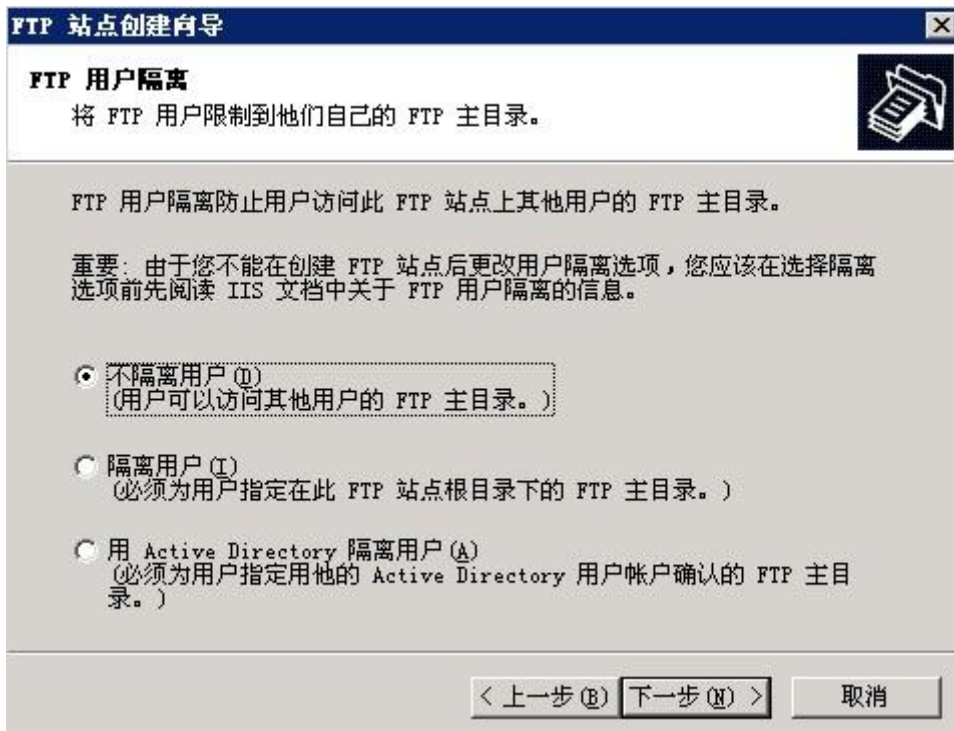 FTP 站点创建向导
FTP 用户隔离
将 FTP 用户限制到他们自己的 FTP 主目录。
FTP 用户隔离防止用户访问此 FTP 站点上其他用户的 FTP 主目录。
重要: 由于您不能在创建 FTP 站点后更改用户隔离选项，您应该在选择隔离
选项前先阅读 IIS 文档中关于 FTP 用户隔离的信息。
不隔离用户(D)
(用户可以访问其他用户的 FTP 主目录。)
隔离用户(I)
(必须为用户指定在此 FTP 站点根目录下的 FTP 主目录。)
用 Active Directory 隔离用户(A)
(必须为用户指定用他的 Active Directory 用户帐户确认的 FTP 主目
录。)
< 上一步(B) 下一步(N) > 取消